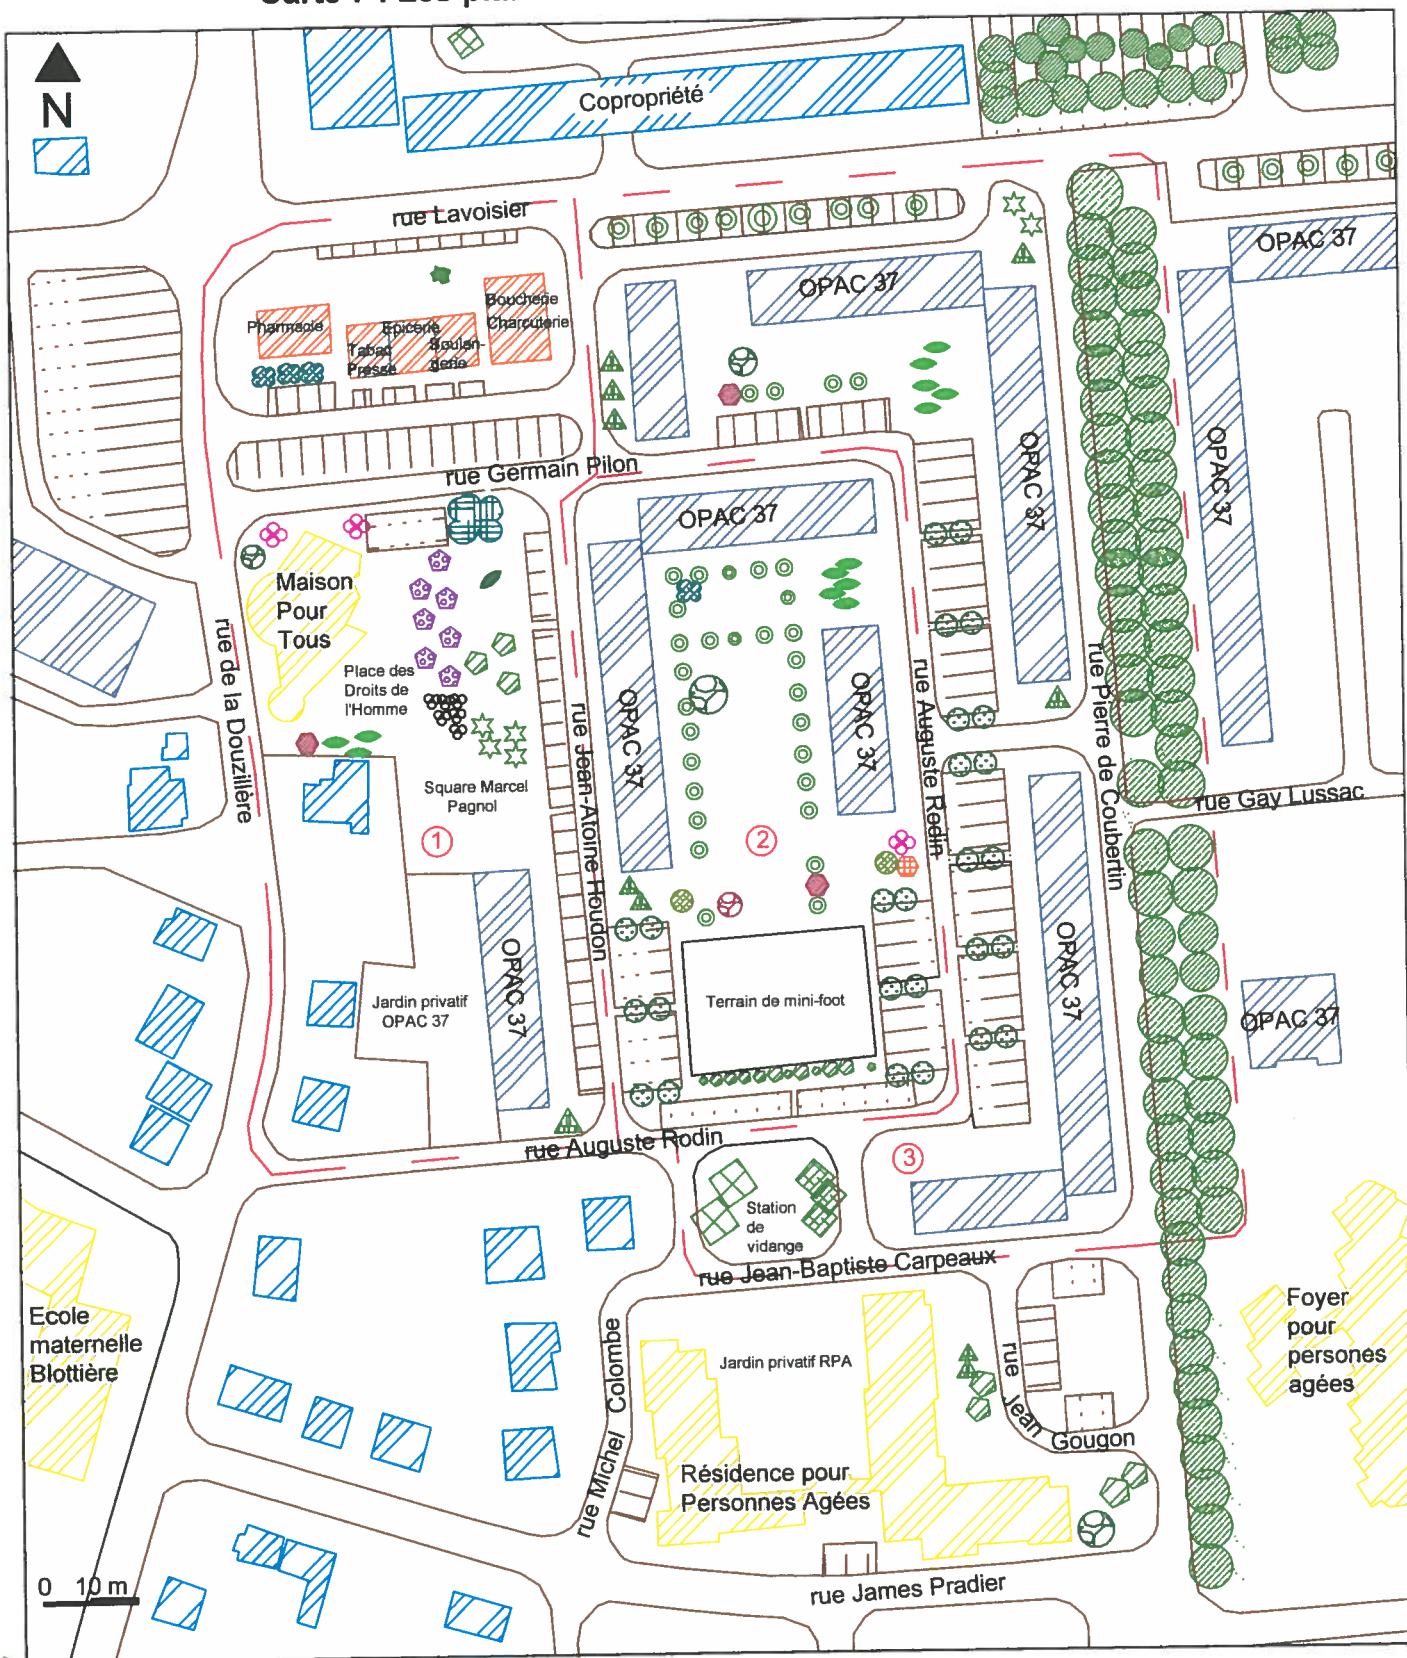 N
Copropriété
rue Lavoisier
OPAC 37
OPAC 37
Boucherie
Charcuterie
Pharmacie
Epicerie
Tabac
Presse
Boulan-
gerie
rue Germain Pilon
OPAC 37
OPAC 37
OPAC 37
Maison
Pour
Tous
Place des
Droits de
l'Homme
rue de la Douzillère
Square Marcel
Pagnol
rue Jean-Atoine Houdon
OPAC 37
OPAC 37
rue Auguste Rodin
rue Pierre de Coubertin
rue Gay Lussac
1
2
OPAC 37
OPAC 37
OPAC 37
Jardin privatif
OPAC 37
Terrain de mini-foot
rue Auguste Rodin
3
Station
de
vidange
rue Jean-Baptiste Carpeaux
Ecole
maternelle
Blottière
rue Michel Colombe
Jardin privatif RPA
rue Jean Gougon
Foyer
pour
persones
agées
Résidence pour
Personnes Agées
0 10 m
rue James Pradier